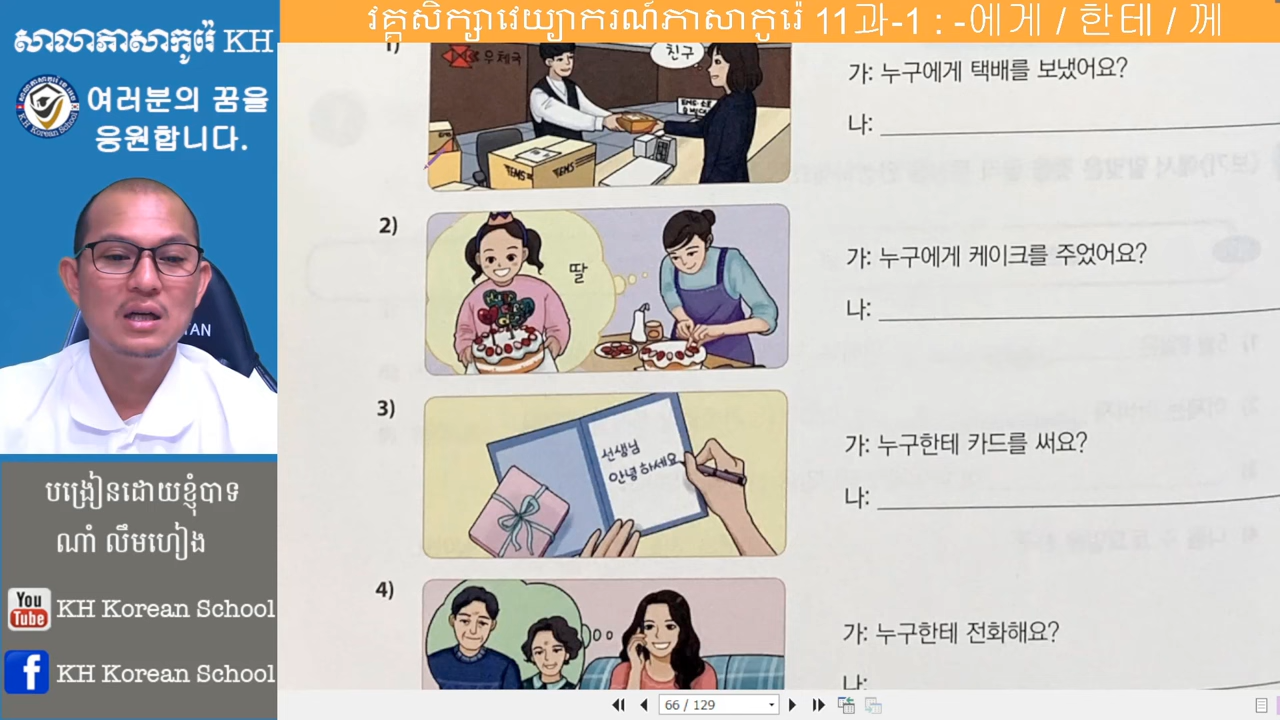 សាលាភាសាកូរ៉េ KH
여러분의 꿈을
응원합니다.
វគ្គសិក្សាវេយ្យាករណ៍ភាសាកូរ៉េ 11과-1 : -에게 / 한테 / 께
1)
우체국
친구
EMS
EMS
가: 누구에게 택배를 보냈어요?
나:
2)
딸
가: 누구에게 케이크를 주었어요?
나:
3)
선생님
안녕하세요
가: 누구한테 카드를 써요?
나:
4)
가: 누구한테 전화해요?
나:
បង្រៀនដោយខ្ញុំបាទ
ណាំ លឹមហៀង
You
Tube
KH Korean School
f
KH Korean School
66 / 129